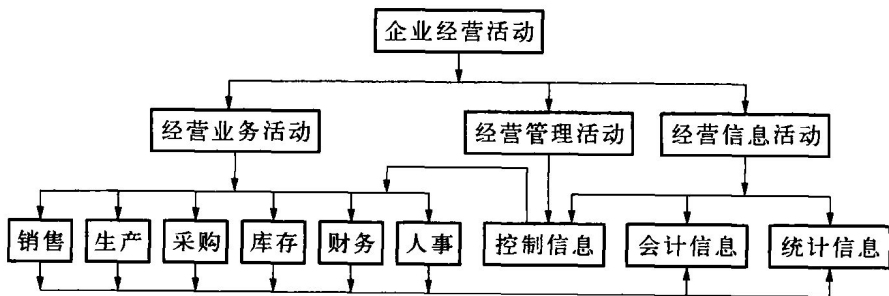 企业经营活动
经营业务活动
经营管理活动
经营信息活动
销售
生产
采购
库存
财务
人事
控制信息
会计信息
统计信息